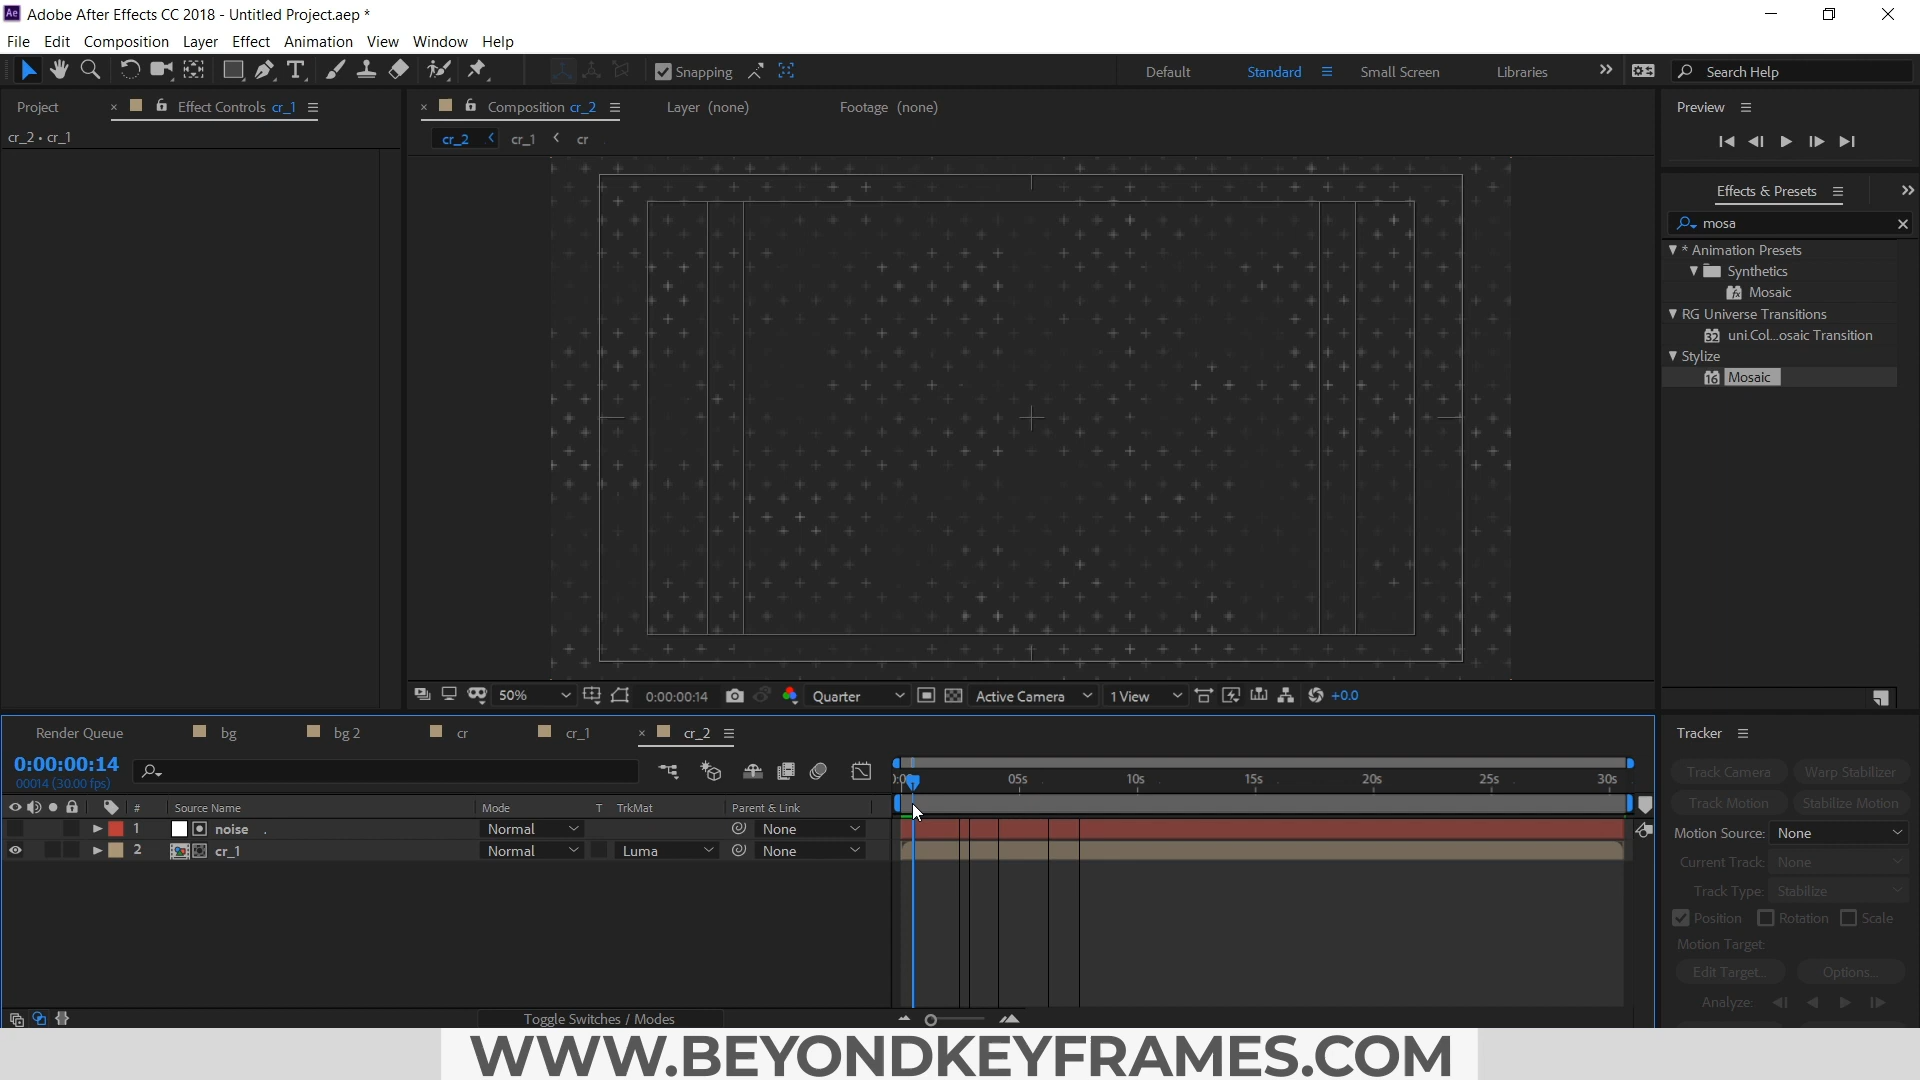 Ae Adobe After Effects CC 2018 - Untitled Project.aep *
File Edit Composition Layer Effect Animation View Window Help
T Snapping Default Standard Small Screen Libraries Search Help
Project Effect Controls cr_1 Composition cr_2 Layer (none) Footage (none) Preview
cr_2 • cr_1
cr_2 cr_1 cr
Effects & Presets
mosa
* Animation Presets
Synthetics
Mosaic
RG Universe Transitions
32 uni.Col...osaic Transition
Stylize
16 Mosaic
50% 0:00:00:14 Quarter Active Camera 1 View +0.0
Render Queue bg bg 2 cr cr_1 cr_2 Tracker
0:00:00:14
00014 (30.00 fps)
05s 10s 15s 20s 25s 30s
Track Camera Warp Stabilizer
Track Motion Stabilize Motion
# Source Name Mode T TrkMat Parent & Link
1 noise . Normal None
2 cr_1 Normal Luma None
Motion Source: None
Current Track: None
Track Type: Stabilize
Position Rotation Scale
Motion Target:
Edit Target... Options...
Analyze:
Toggle Switches / Modes
WWW.BEYONDKEYFRAMES.COM